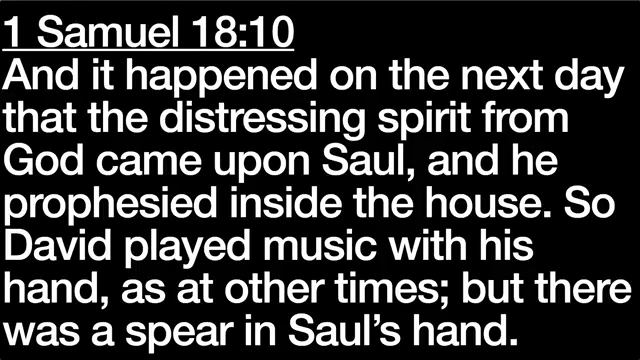 1 Samuel 18:10
And it happened on the next day
that the distressing spirit from
God came upon Saul, and he
prophesied inside the house. So
David played music with his
hand, as at other times; but there
was a spear in Saul’s hand.